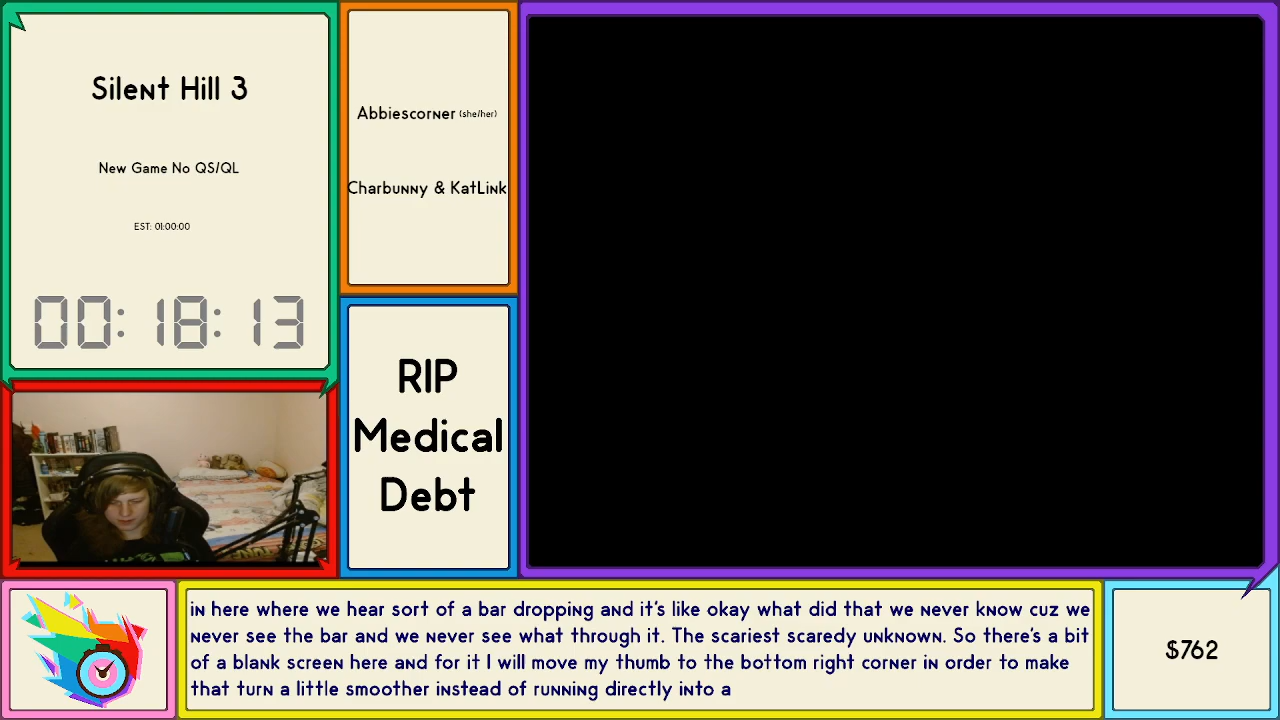 Silent Hill 3
New Game No QS/QL
EST: 01:00:00
00:18:13
Abbiescorner (she/her)
Charbunny & KatLink
RIP
Medical
Debt
in here where we hear sort of a bar dropping and it's like okay what did that we never know cuz we
never see the bar and we never see what through it. The scariest scaredy unknown. So there's a bit
of a blank screen here and for it I will move my thumb to the bottom right corner in order to make
that turn a little smoother instead of running directly into a
$762